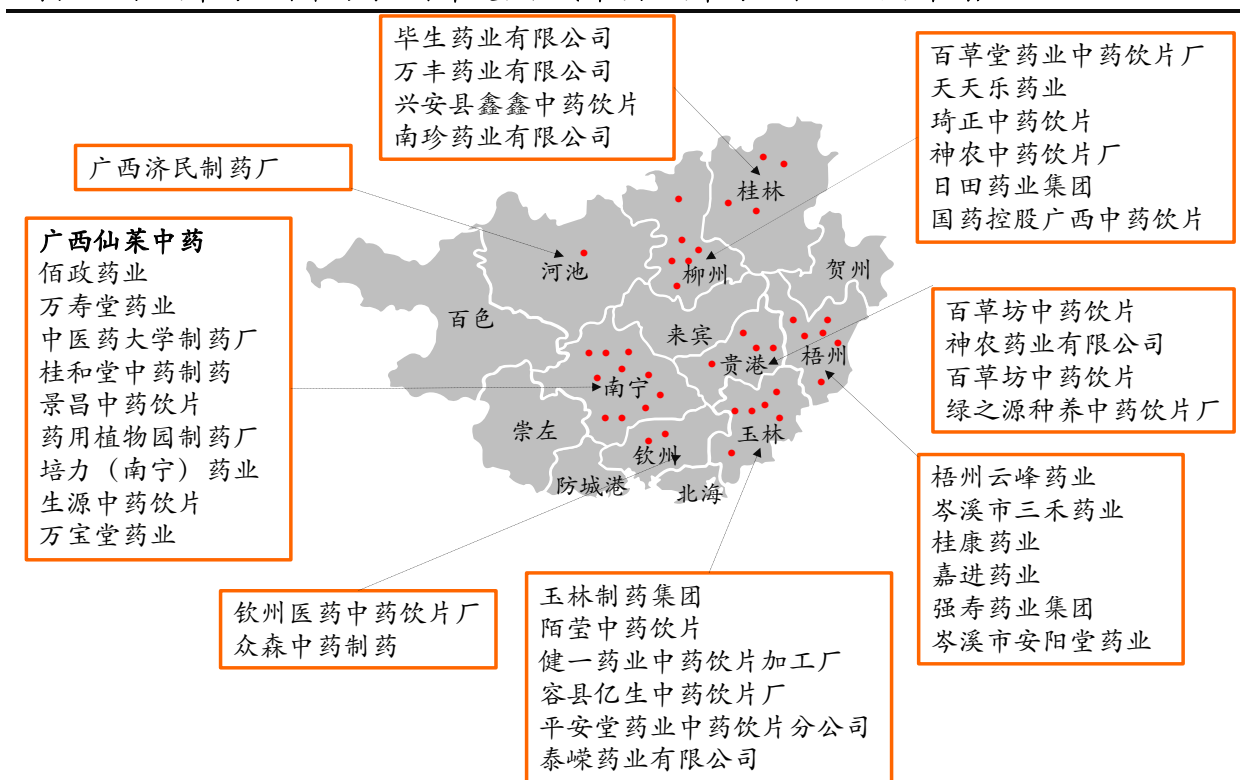 毕生药业有限公司
万丰药业有限公司
兴安县鑫鑫中药饮片
南珍药业有限公司
百草堂药业中药饮片厂
天天乐药业
琦正中药饮片
神农中药饮片厂
日田药业集团
国药控股广西中药饮片
广西济民制药厂
广西仙菉中药
佰政药业
万寿堂药业
中医药大学制药厂
桂和堂中药制药
景昌中药饮片
药用植物园制药厂
培力（南宁）药业
生源中药饮片
万宝堂药业
桂林
河池
柳州
贺州
百色
来宾
贵港
梧州
南宁
崇左
玉林
钦州
防城港
北海
百草坊中药饮片
神农药业有限公司
百草坊中药饮片
绿之源种养中药饮片厂
梧州云峰药业
岑溪市三禾药业
桂康药业
嘉进药业
强寿药业集团
岑溪市安阳堂药业
钦州医药中药饮片厂
众森中药制药
玉林制药集团
陌莹中药饮片
健一药业中药饮片加工厂
容县亿生中药饮片厂
平安堂药业中药饮片分公司
泰嵘药业有限公司